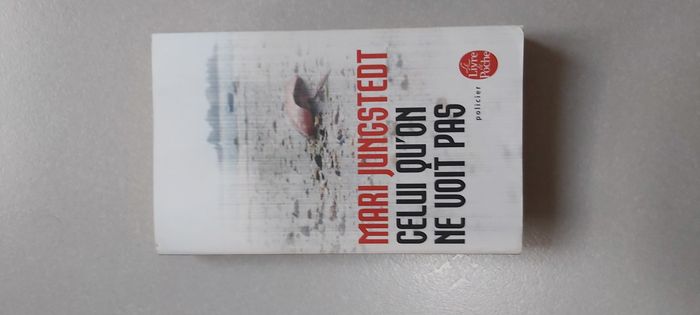 MARI JUNGSTEDT
CELUI QU'ON
NE VOIT PAS
policier
Le
Livre
de
Poche